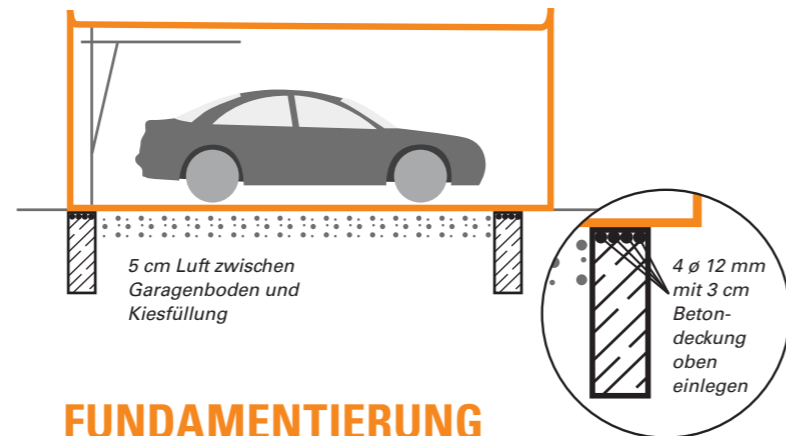 5 cm Luft zwischen
Garagenboden und
Kiesfüllung
4 ø 12 mm
mit 3 cm
Beton-
deckung
oben
einlegen
FUNDAMENTIERUNG